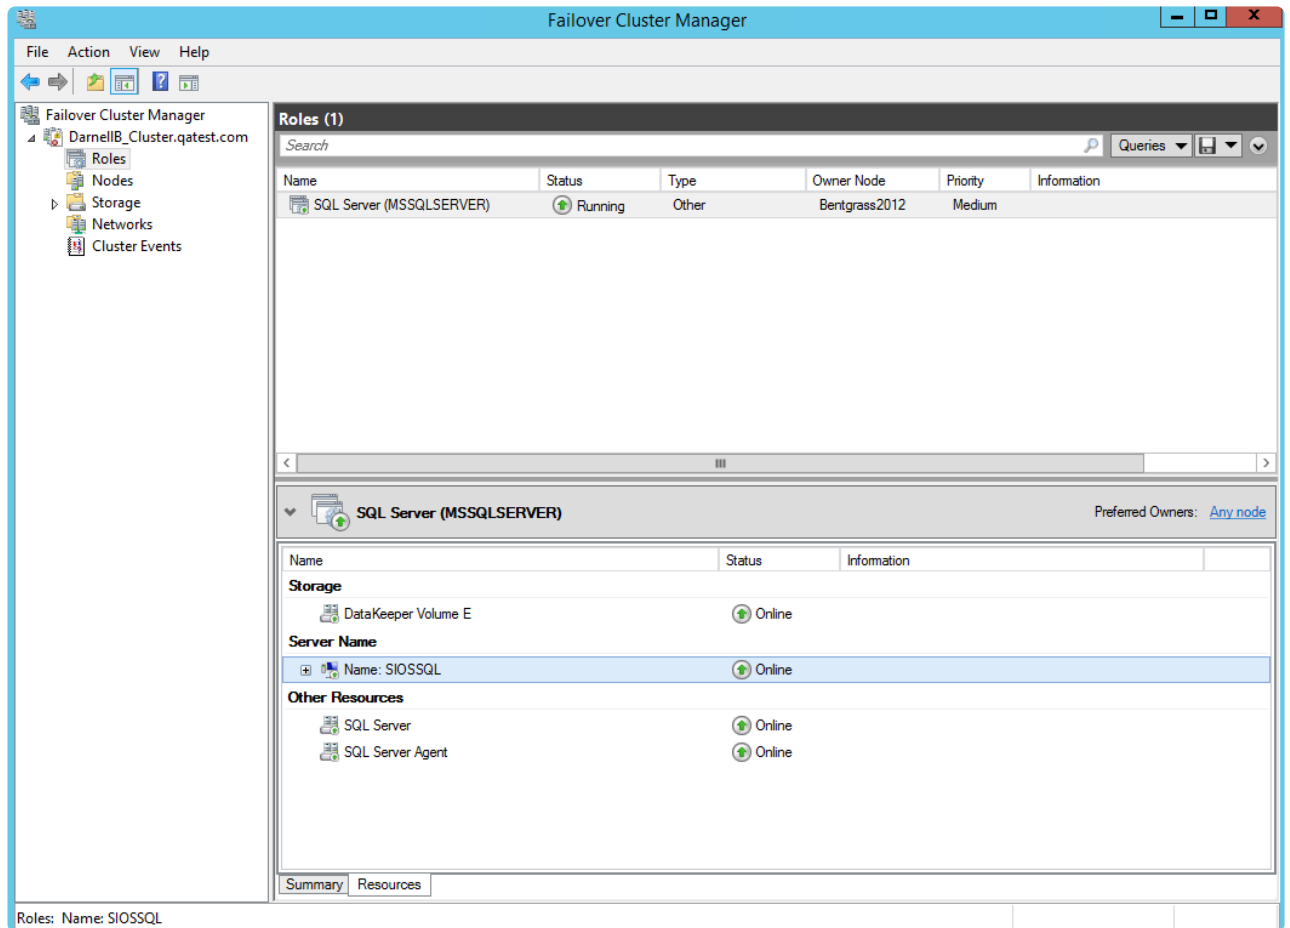 Failover Cluster Manager
File Action View Help
Failover Cluster Manager
DarnellB_Cluster.qatest.com
Roles
Nodes
Storage
Networks
Cluster Events
Roles (1)
Search
Queries
Name Status Type Owner Node Priority Information
SQL Server (MSSQLSERVER) Running Other Bentgrass2012 Medium
SQL Server (MSSQLSERVER) Preferred Owners: Any node
Name Status Information
Storage
DataKeeper Volume E Online
Server Name
Name: SIOSSQL Online
Other Resources
SQL Server Online
SQL Server Agent Online
Summary Resources
Roles: Name: SIOSSQL